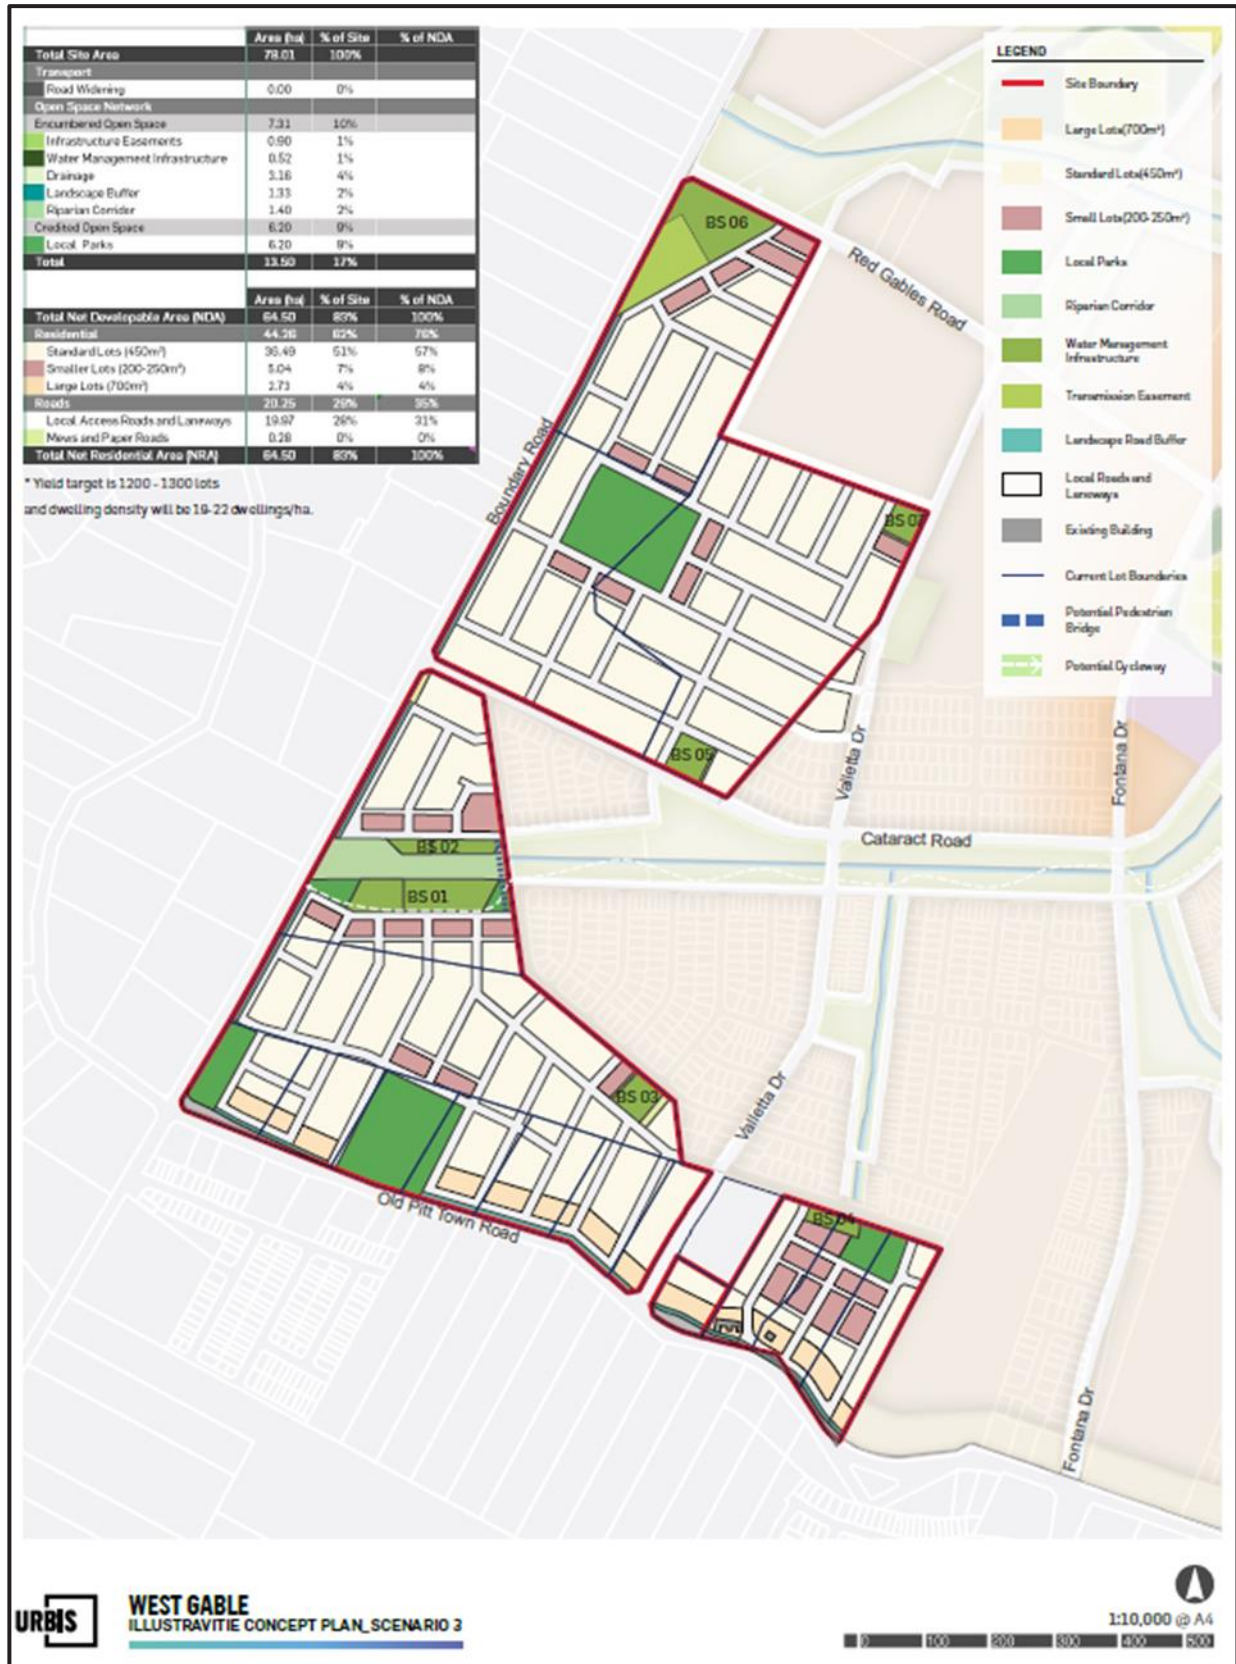 Area (ha) % of Site % of NDA
Total Site Area 78.01 100%
Transport
Road Widening 0.00 0%
Open Space Network
Encumbered Open Space 7.31 10%
Infrastructure Easements 0.90 1%
Water Management Infrastructure 0.52 1%
Drainage 3.16 4%
Landscape Buffer 1.33 2%
Riparian Corridor 1.40 2%
Credited Open Space 6.20 9%
Local Parks 6.20 9%
Total 13.50 17%
Area (ha) % of Site % of NDA
Total Net Developable Area (NDA) 64.50 83% 100%
Residential 44.26 62% 76%
Standard Lots (450m²) 36.49 51% 57%
Smaller Lots (200-250m²) 5.04 7% 8%
Large Lots (700m²) 2.73 4% 4%
Roads 20.25 28% 35%
Local Access Roads and Laneways 19.97 28% 31%
Mews and Paper Roads 0.28 0% 0%
Total Net Residential Area (NRA) 64.50 83% 100%
* Yield target is 1200 - 1300 lots
and dwelling density will be 19-22 dwellings/ha.
LEGEND
Site Boundary
Large Lots(700m²)
Standard Lots(450m²)
Small Lots(200-250m²)
Local Parks
Riparian Corridor
Water Management
Infrastructure
Transmission Easement
Landscape Road Buffer
Local Roads and
Laneways
Existing Building
Current Lot Boundaries
Potential Pedestrian
Bridge
Potential Cycleway
BS 06
Red Gables Road
Boundary Road
BS 07
BS 05
Valletta Dr
Fontana Dr
Cataract Road
BS 02
BS 01
BS 03
Valletta Dr
Old Pitt Town Road
BS 04
Fontana Dr
URBIS
WEST GABLE
ILLUSTRAVITIE CONCEPT PLAN_SCENARIO 3
1:10,000 @ A4
0 100 200 300 400 500